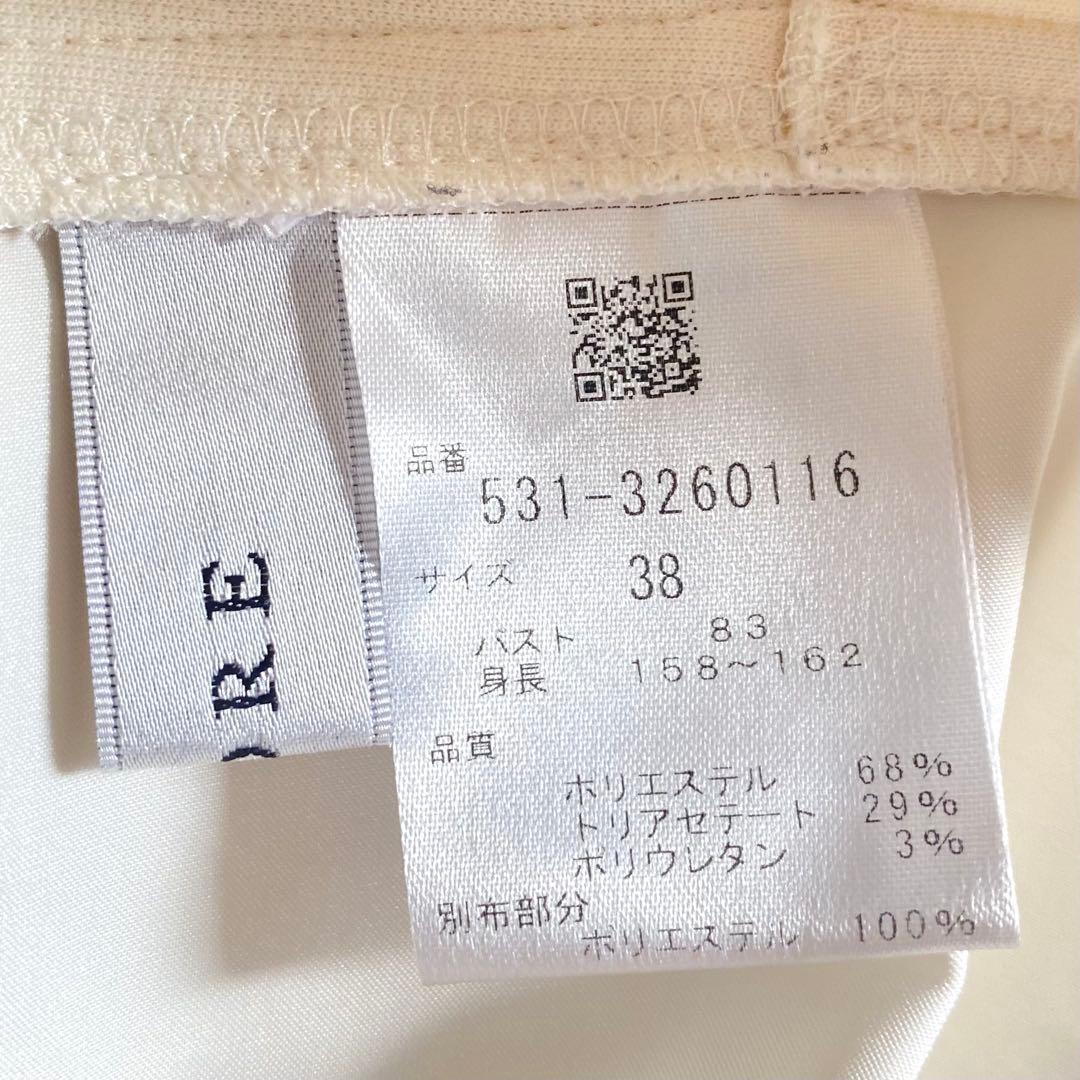 品番
531-3260116
サイズ 38
バスト 83
身長 158～162
品質
ポリエステル 68%
トリアセテート 29%
ポリウレタン 3%
別布部分
ポリエステル 100%
ORE